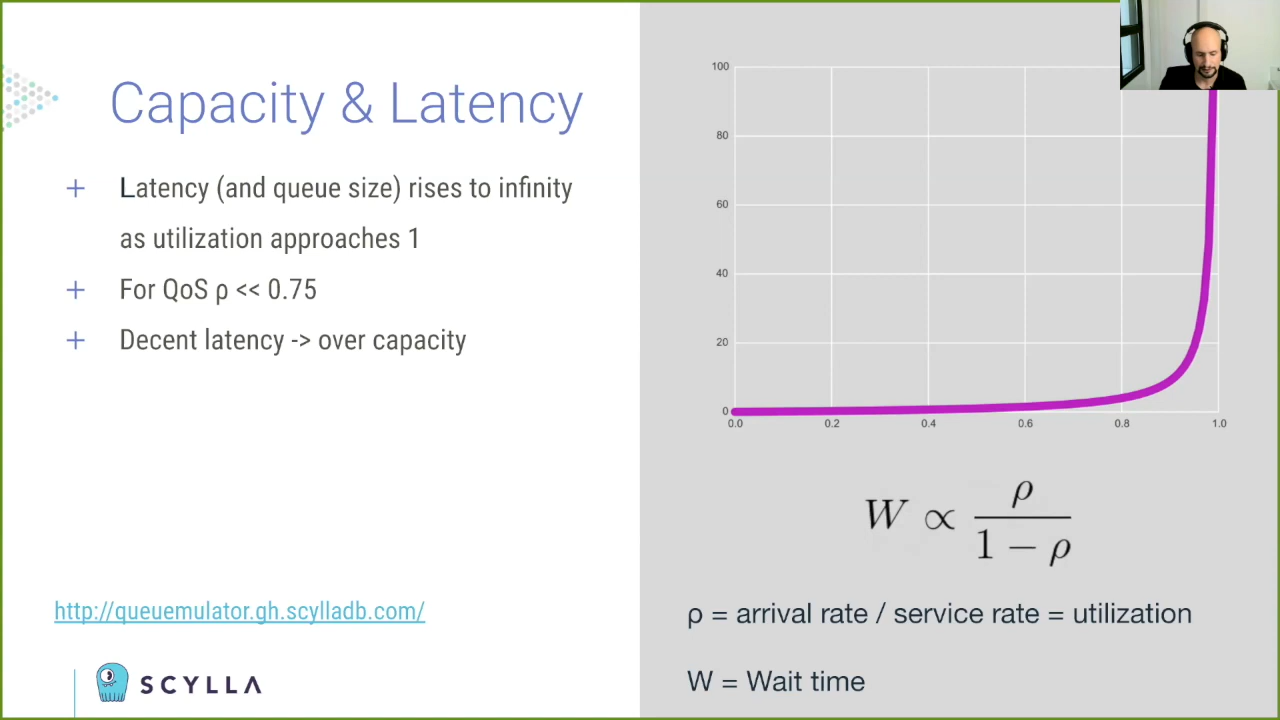 Capacity & Latency
+ Latency (and queue size) rises to infinity
as utilization approaches 1
+ For QoS ρ << 0.75
+ Decent latency -> over capacity
http://queuemulator.gh.scylladb.com/
SCYLLA
100
80
60
40
20
0
0.0 0.2 0.4 0.6 0.8 1.0
W ∝ ρ / (1 − ρ)
ρ = arrival rate / service rate = utilization
W = Wait time